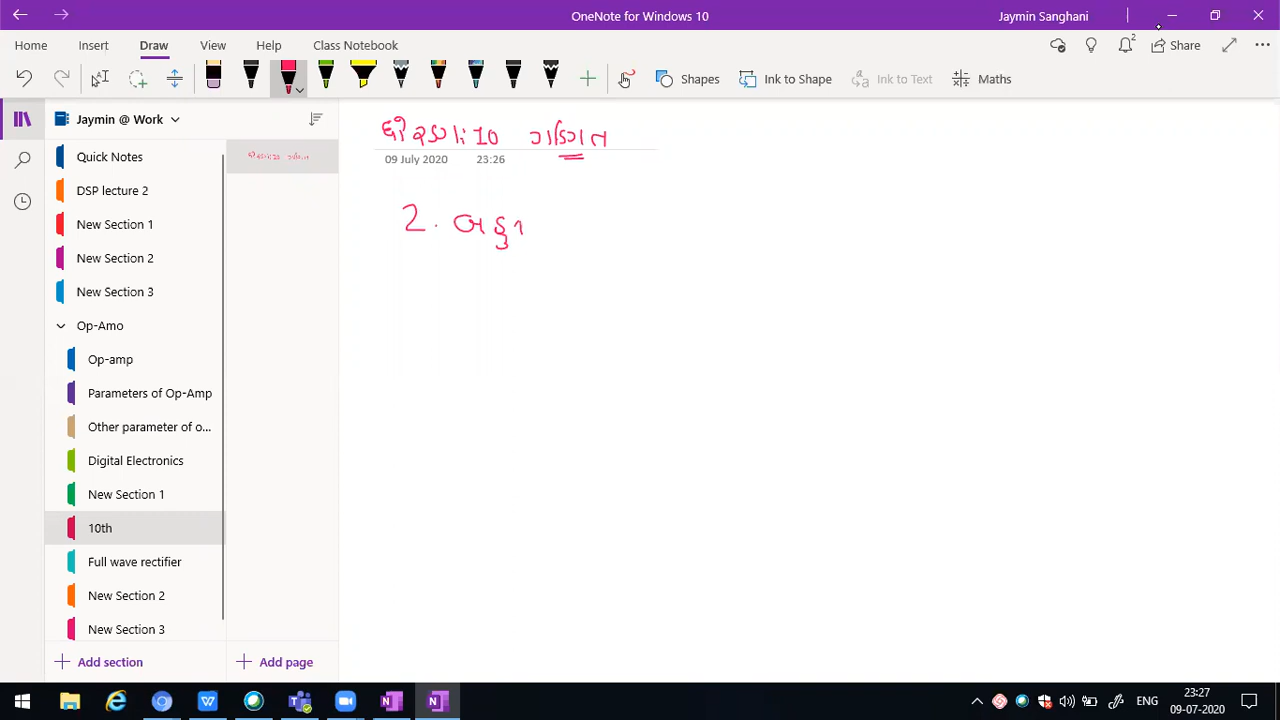 OneNote for Windows 10
Jaymin Sanghani
Home Insert Draw View Help Class Notebook
2
Share
Shapes Ink to Shape Ink to Text Maths
Jaymin @ Work
Quick Notes
DSP lecture 2
New Section 1
New Section 2
New Section 3
Op-Amo
Op-amp
Parameters of Op-Amp
Other parameter of o...
Digital Electronics
New Section 1
10th
Full wave rectifier
New Section 2
New Section 3
Add section
Add page
ધોરણ: 10 ગણિત
09 July 2020 23:26
2. બહુ
ENG
23:27
09-07-2020